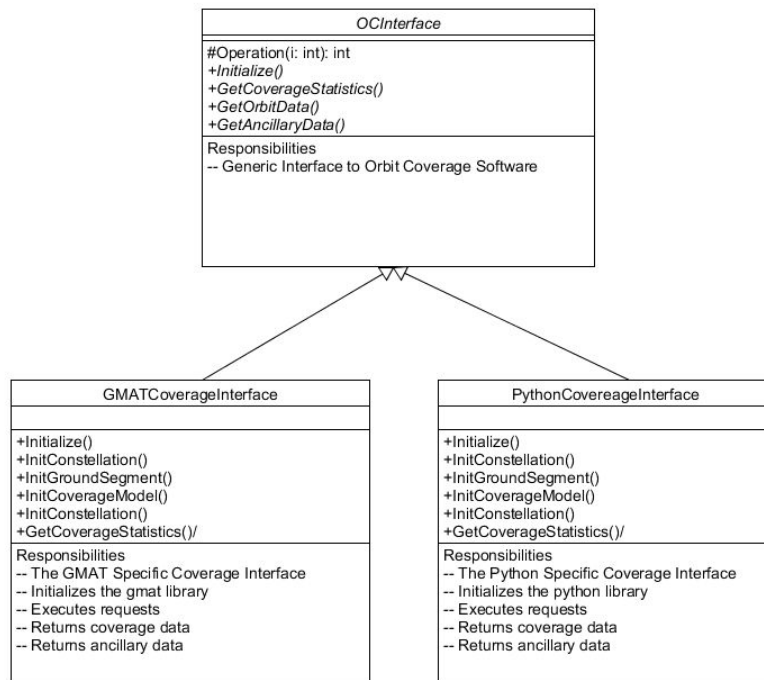 OCInterface
#Operation(i: int): int
+Initialize()
+GetCoverageStatistics()
+GetOrbitData()
+GetAncillaryData()
Responsibilities
-- Generic Interface to Orbit Coverage Software
GMATCoverageInterface
+Initialize()
+InitConstellation()
+InitGroundSegment()
+InitCoverageModel()
+InitConstellation()
+GetCoverageStatistics()/
Responsibilities
-- The GMAT Specific Coverage Interface
-- Initializes the gmat library
-- Executes requests
-- Returns coverage data
-- Returns ancillary data
PythonCovereageInterface
+Initialize()
+InitConstellation()
+InitGroundSegment()
+InitCoverageModel()
+InitConstellation()
+GetCoverageStatistics()/
Responsibilities
-- The Python Specific Coverage Interface
-- Initializes the python library
-- Executes requests
-- Returns coverage data
-- Returns ancillary data